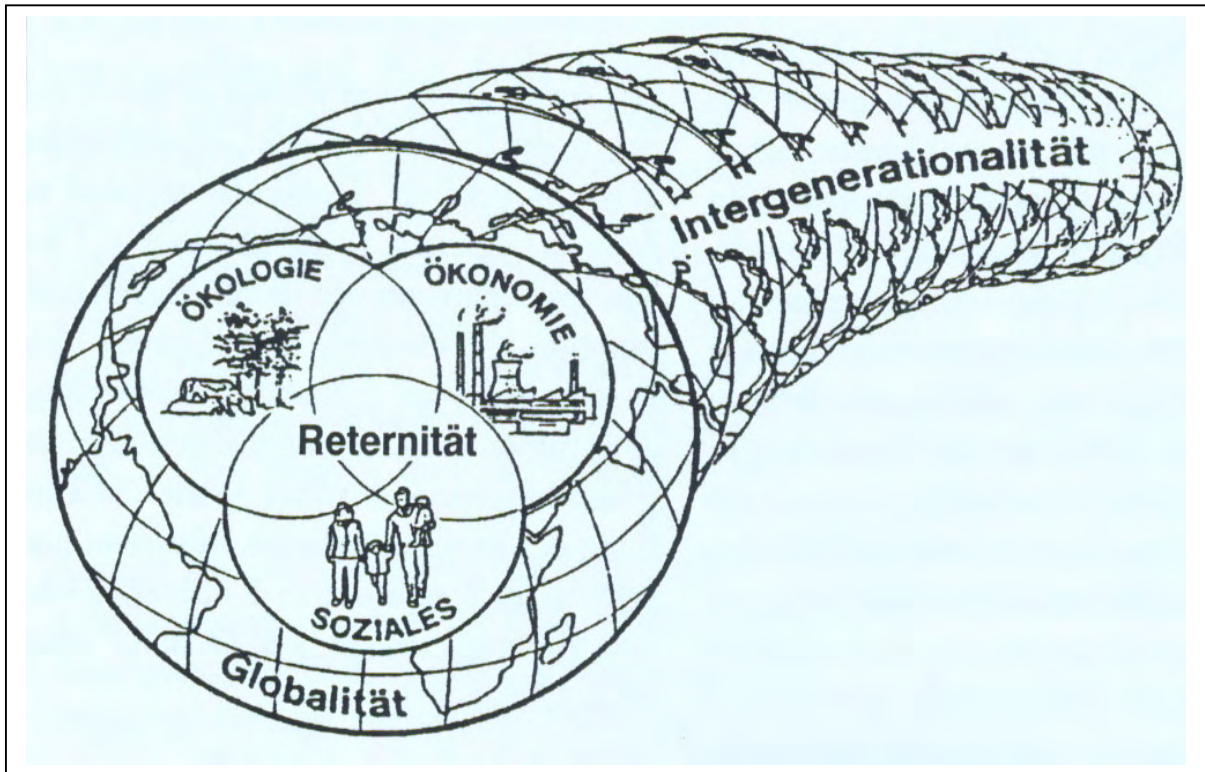 Intergenerationalität
ÖKOLOGIE
ÖKONOMIE
Reternität
SOZIALES
Globalität